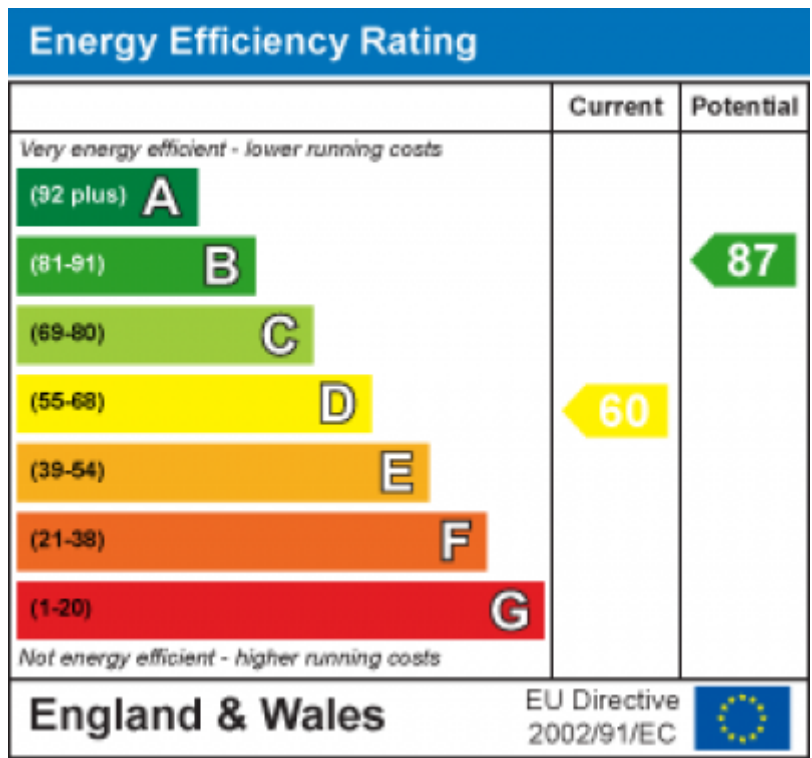 Energy Efficiency Rating
Current Potential
Very energy efficient - lower running costs
(92 plus) A
(81-91) B
87
(69-80) C
(55-68) D
60
(39-54) E
(21-38) F
(1-20) G
Not energy efficient - higher running costs
England & Wales
EU Directive
2002/91/EC